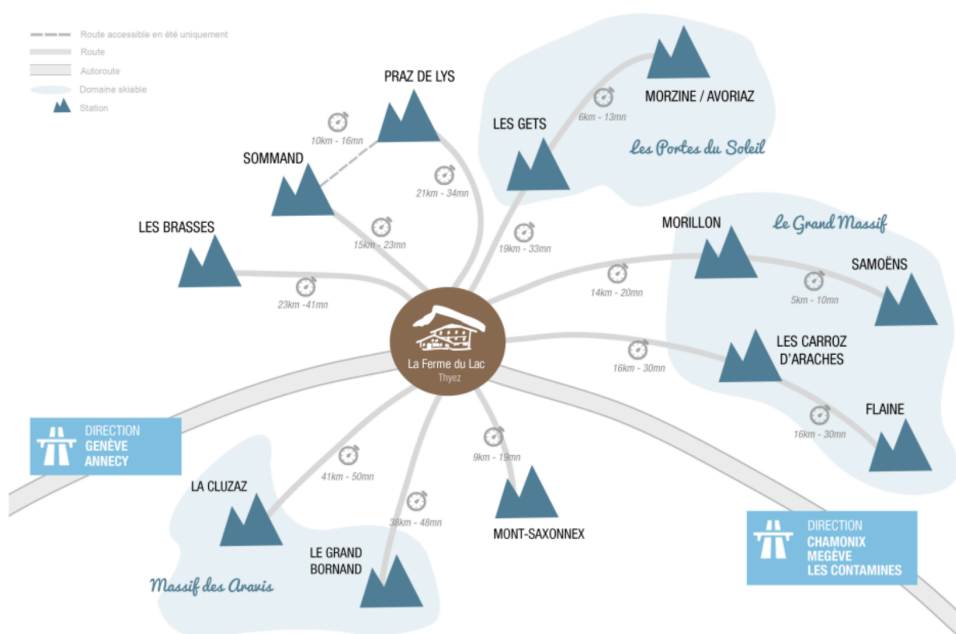 Route accessible en été uniquement
Route
Autoroute
Domaine skiable
Station
PRAZ DE LYS
10km - 16mn
SOMMAND
21km - 34mn
15km - 23mn
LES BRASSES
23km -41mn
MORZINE / AVORIAZ
6km - 13mn
LES GETS
Les Portes du Soleil
19km - 33mn
MORILLON
Le Grand Massif
SAMOËNS
14km - 20mn
5km - 10mn
LES CARROZ
D'ARACHES
16km - 30mn
FLAINE
16km - 30mn
La Ferme du Lac
Thyez
DIRECTION
GENÈVE
ANNECY
9km - 19mn
41km - 50mn
LA CLUZAZ
38km - 48mn
MONT-SAXONNEX
LE GRAND
BORNAND
Massif des Aravis
DIRECTION
CHAMONIX
MEGÈVE
LES CONTAMINES